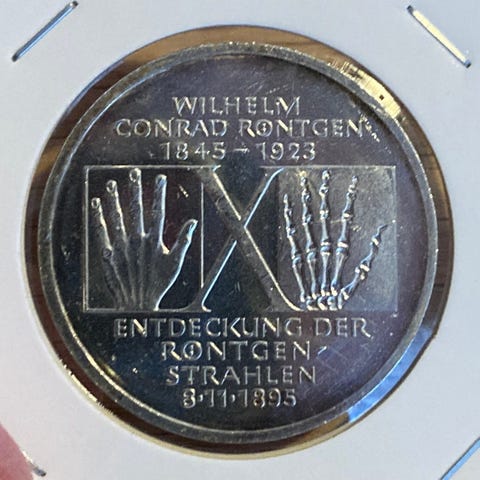 WILHELM
CONRAD RÖNTGEN
1845-1923
X
ENTDECKUNG DER
RÖNTGEN-
STRAHLEN
8·11·1895